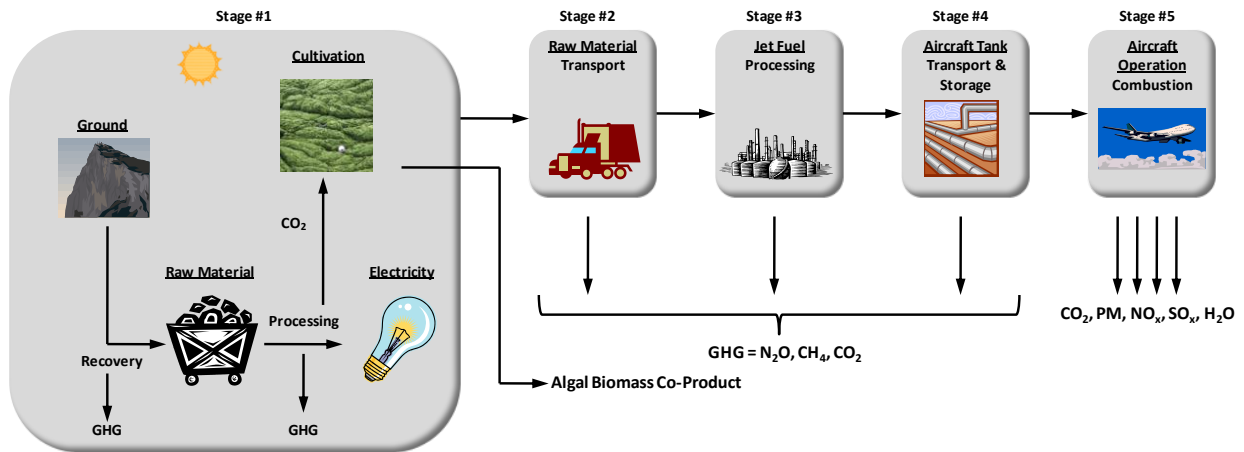 Stage #1
Cultivation
Ground
CO₂
Raw Material
Electricity
Processing
Recovery
GHG
GHG
Stage #2
Raw Material
Transport
Stage #3
Jet Fuel
Processing
Stage #4
Aircraft Tank
Transport &
Storage
Stage #5
Aircraft
Operation
Combustion
GHG = N₂O, CH₄, CO₂
Algal Biomass Co-Product
CO₂, PM, NOₓ, SOₓ, H₂O